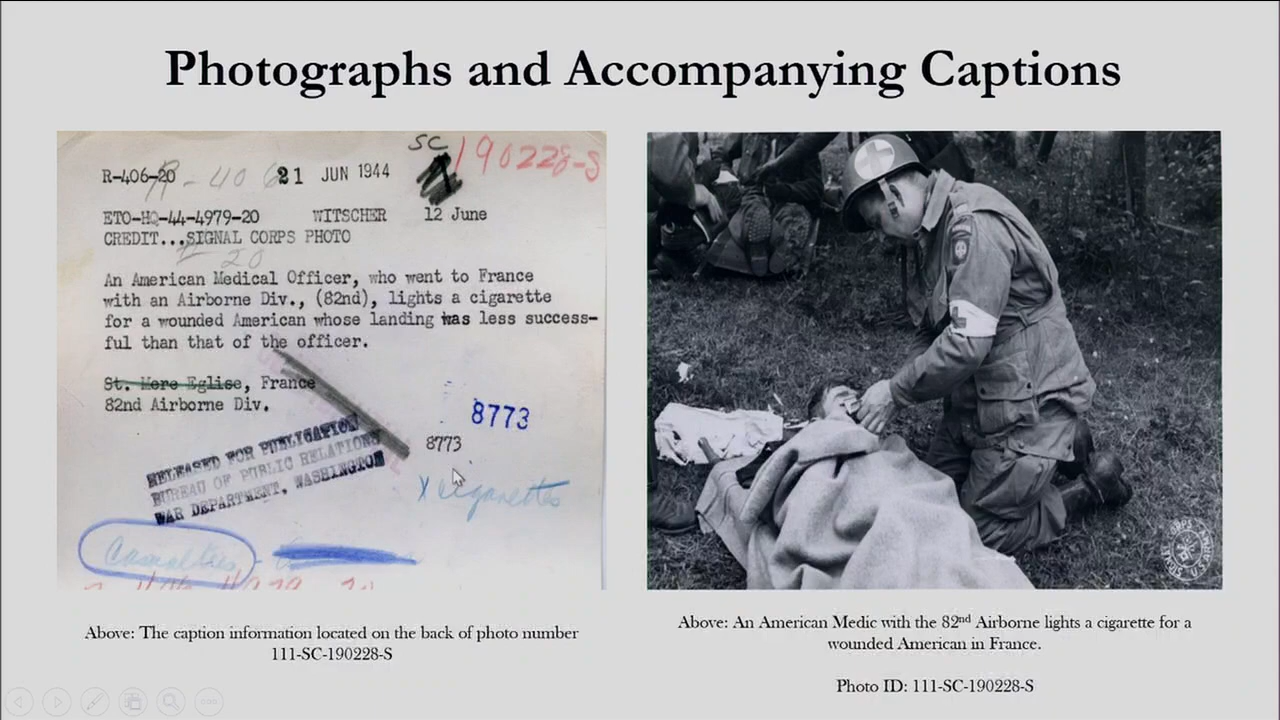 Photographs and Accompanying Captions
SC
190228-S
R-406-20
21 JUN 1944
ETO-HQ-44-4979-20 WITSCHER 12 June
CREDIT...SIGNAL CORPS PHOTO
20
An American Medical Officer, who went to France
with an Airborne Div., (82nd), lights a cigarette
for a wounded American whose landing was less success-
ful than that of the officer.
St. Mere Eglise, France
82nd Airborne Div.
8773
8773
RELEASED FOR PUBLICATION
BUREAU OF PUBLIC RELATIONS
WAR DEPARTMENT, WASHINGTON
X cigarettes
Casualties
Above: The caption information located on the back of photo number
111-SC-190228-S
Above: An American Medic with the 82nd Airborne lights a cigarette for a
wounded American in France.
Photo ID: 111-SC-190228-S